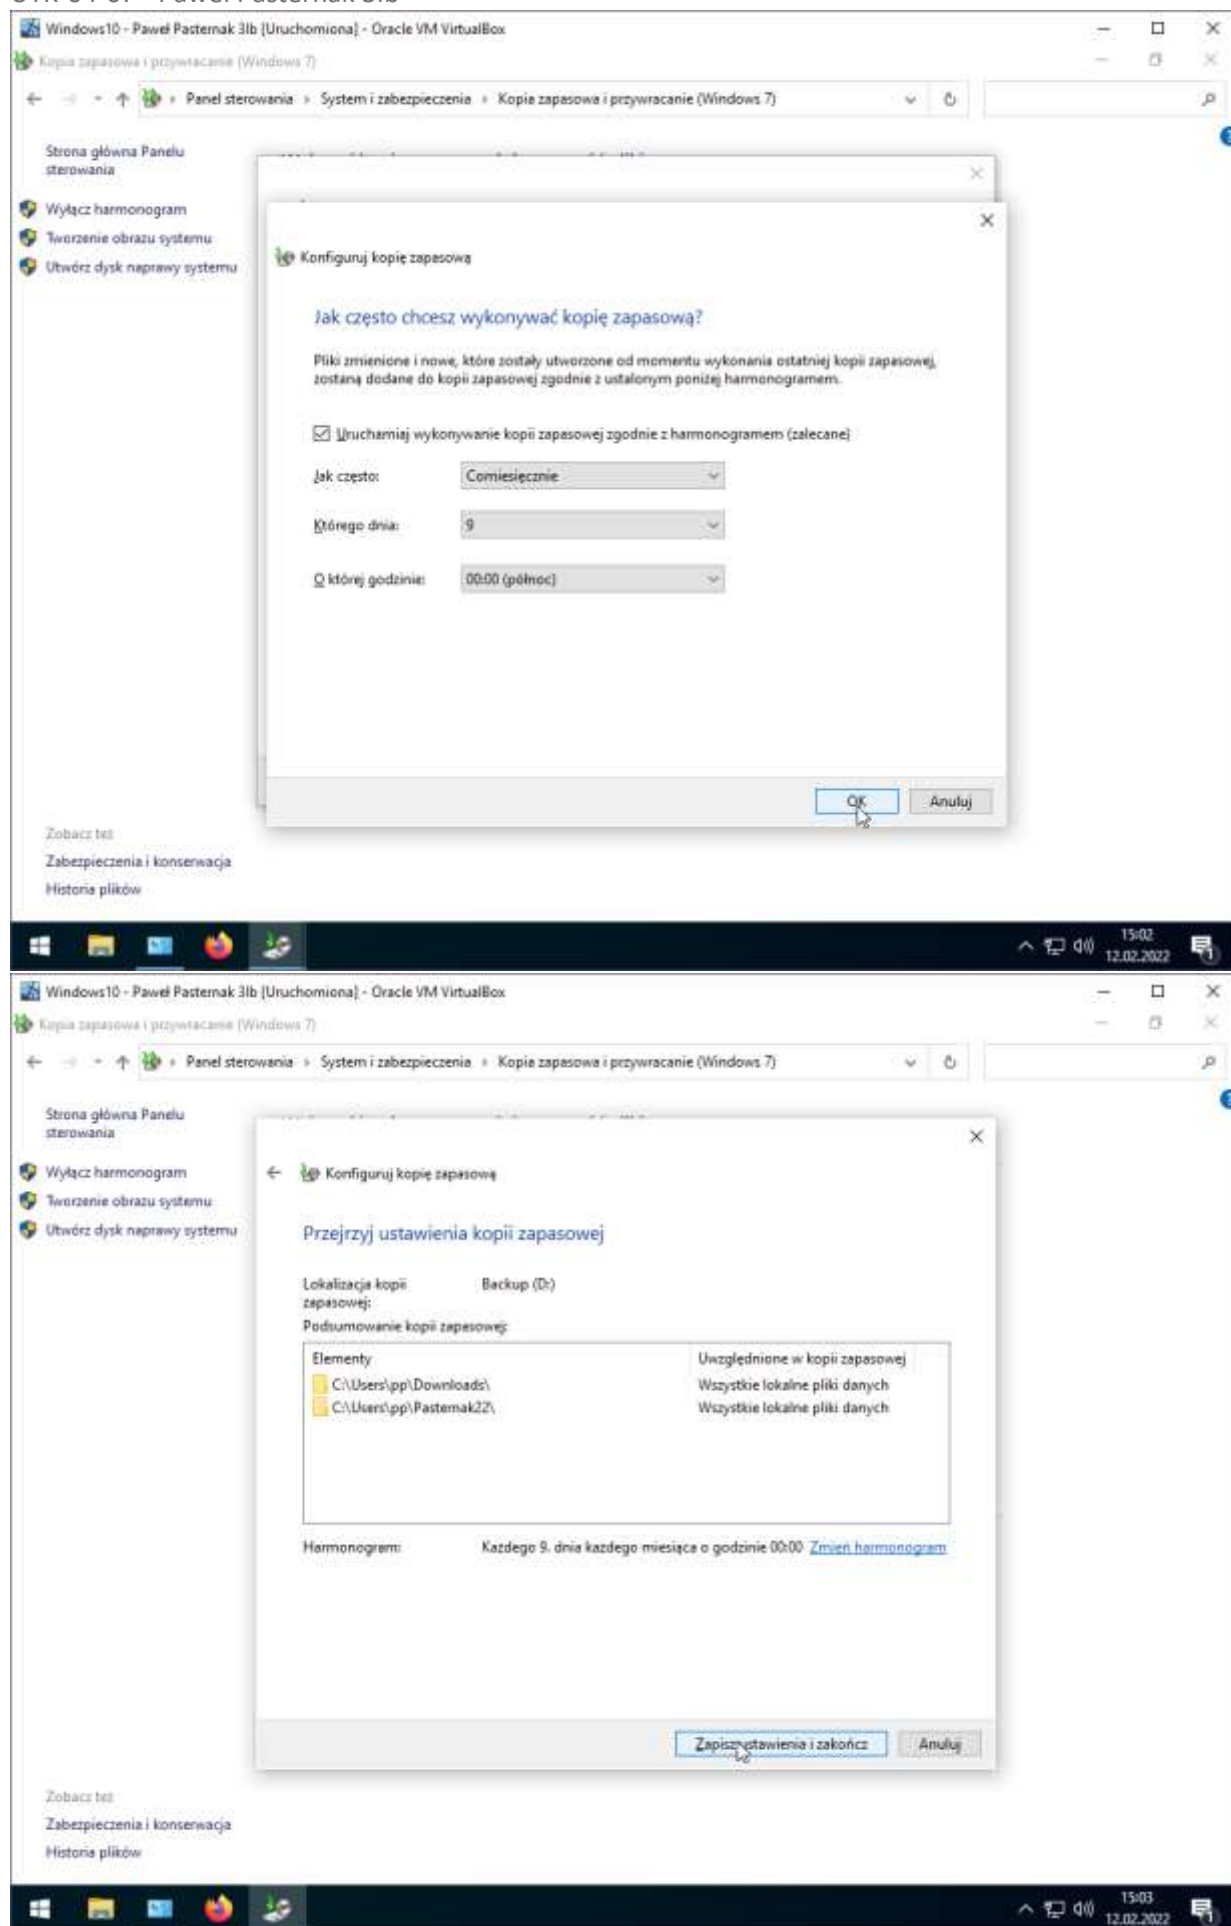 Windows10 - Paweł Pasternak 3lb [Uruchomiona] - Oracle VM VirtualBox
Kopia zapasowa i przywracanie (Windows 7)
Panel sterowania › System i zabezpieczenia › Kopia zapasowa i przywracanie (Windows 7)
Strona główna Panelu
sterowania
Wyłącz harmonogram
Tworzenie obrazu systemu
Utwórz dysk naprawy systemu
Konfiguruj kopię zapasową
Jak często chcesz wykonywać kopię zapasową?
Pliki zmienione i nowe, które zostały utworzone od momentu wykonania ostatniej kopii zapasowej,
zostaną dodane do kopii zapasowej zgodnie z ustalonym poniżej harmonogramem.
Uruchamiaj wykonywanie kopii zapasowej zgodnie z harmonogramem (zalecane)
Jak często: Comiesięcznie
Którego dnia: 9
O której godzinie: 00:00 (północ)
OK Anuluj
Zobacz też
Zabezpieczenia i konserwacja
Historia plików
15:02
12.02.2022
Windows10 - Paweł Pasternak 3lb [Uruchomiona] - Oracle VM VirtualBox
Kopia zapasowa i przywracanie (Windows 7)
Panel sterowania › System i zabezpieczenia › Kopia zapasowa i przywracanie (Windows 7)
Strona główna Panelu
sterowania
Wyłącz harmonogram
Tworzenie obrazu systemu
Utwórz dysk naprawy systemu
Konfiguruj kopię zapasową
Przejrzyj ustawienia kopii zapasowej
Lokalizacja kopii Backup (D:)
zapasowej:
Podsumowanie kopii zapasowej:
Elementy Uwzględnione w kopii zapasowej
C:\Users\pp\Downloads\ Wszystkie lokalne pliki danych
C:\Users\pp\Pasternak22\ Wszystkie lokalne pliki danych
Harmonogram: Każdego 9. dnia każdego miesiąca o godzinie 00:00 Zmień harmonogram
Zapisz ustawienia i zakończ Anuluj
Zobacz też
Zabezpieczenia i konserwacja
Historia plików
15:03
12.02.2022